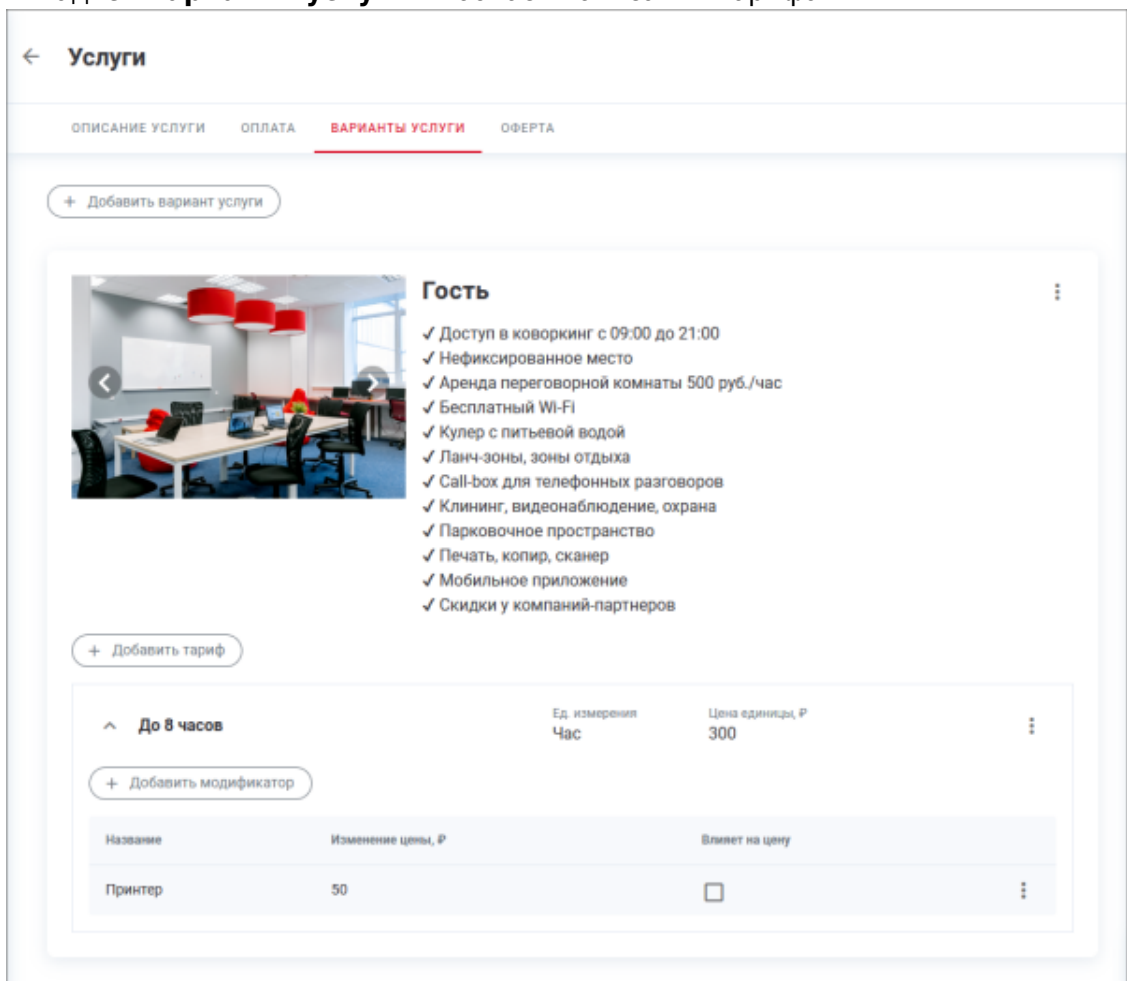 Услуги
ОПИСАНИЕ УСЛУГИ ОПЛАТА ВАРИАНТЫ УСЛУГИ ОФЕРТА
+ Добавить вариант услуги
Гость
✓ Доступ в коворкинг с 09:00 до 21:00
✓ Нефиксированное место
✓ Аренда переговорной комнаты 500 руб./час
✓ Бесплатный Wi-Fi
✓ Кулер с питьевой водой
✓ Ланч-зоны, зоны отдыха
✓ Call-box для телефонных разговоров
✓ Клининг, видеонаблюдение, охрана
✓ Парковочное пространство
✓ Печать, копир, сканер
✓ Мобильное приложение
✓ Скидки у компаний-партнеров
+ Добавить тариф
Ед. измерения Цена единицы, ₽
До 8 часов Час 300
+ Добавить модификатор
Название Изменение цены, ₽ Влияет на цену
Принтер 50